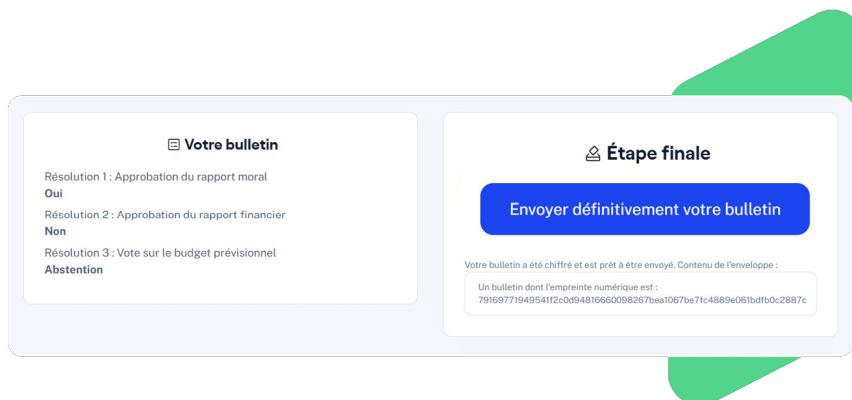 Votre bulletin
Résolution 1 : Approbation du rapport moral
Oui
Résolution 2 : Approbation du rapport financier
Non
Résolution 3 : Vote sur le budget prévisionnel
Abstention
Étape finale
Envoyer définitivement votre bulletin
Votre bulletin a été chiffré et est prêt à être envoyé. Contenu de l'enveloppe :
Un bulletin dont l'empreinte numérique est :
79169771949541f2c0d94816660098267bea1067be7fc4889e061bdfb0c2887c